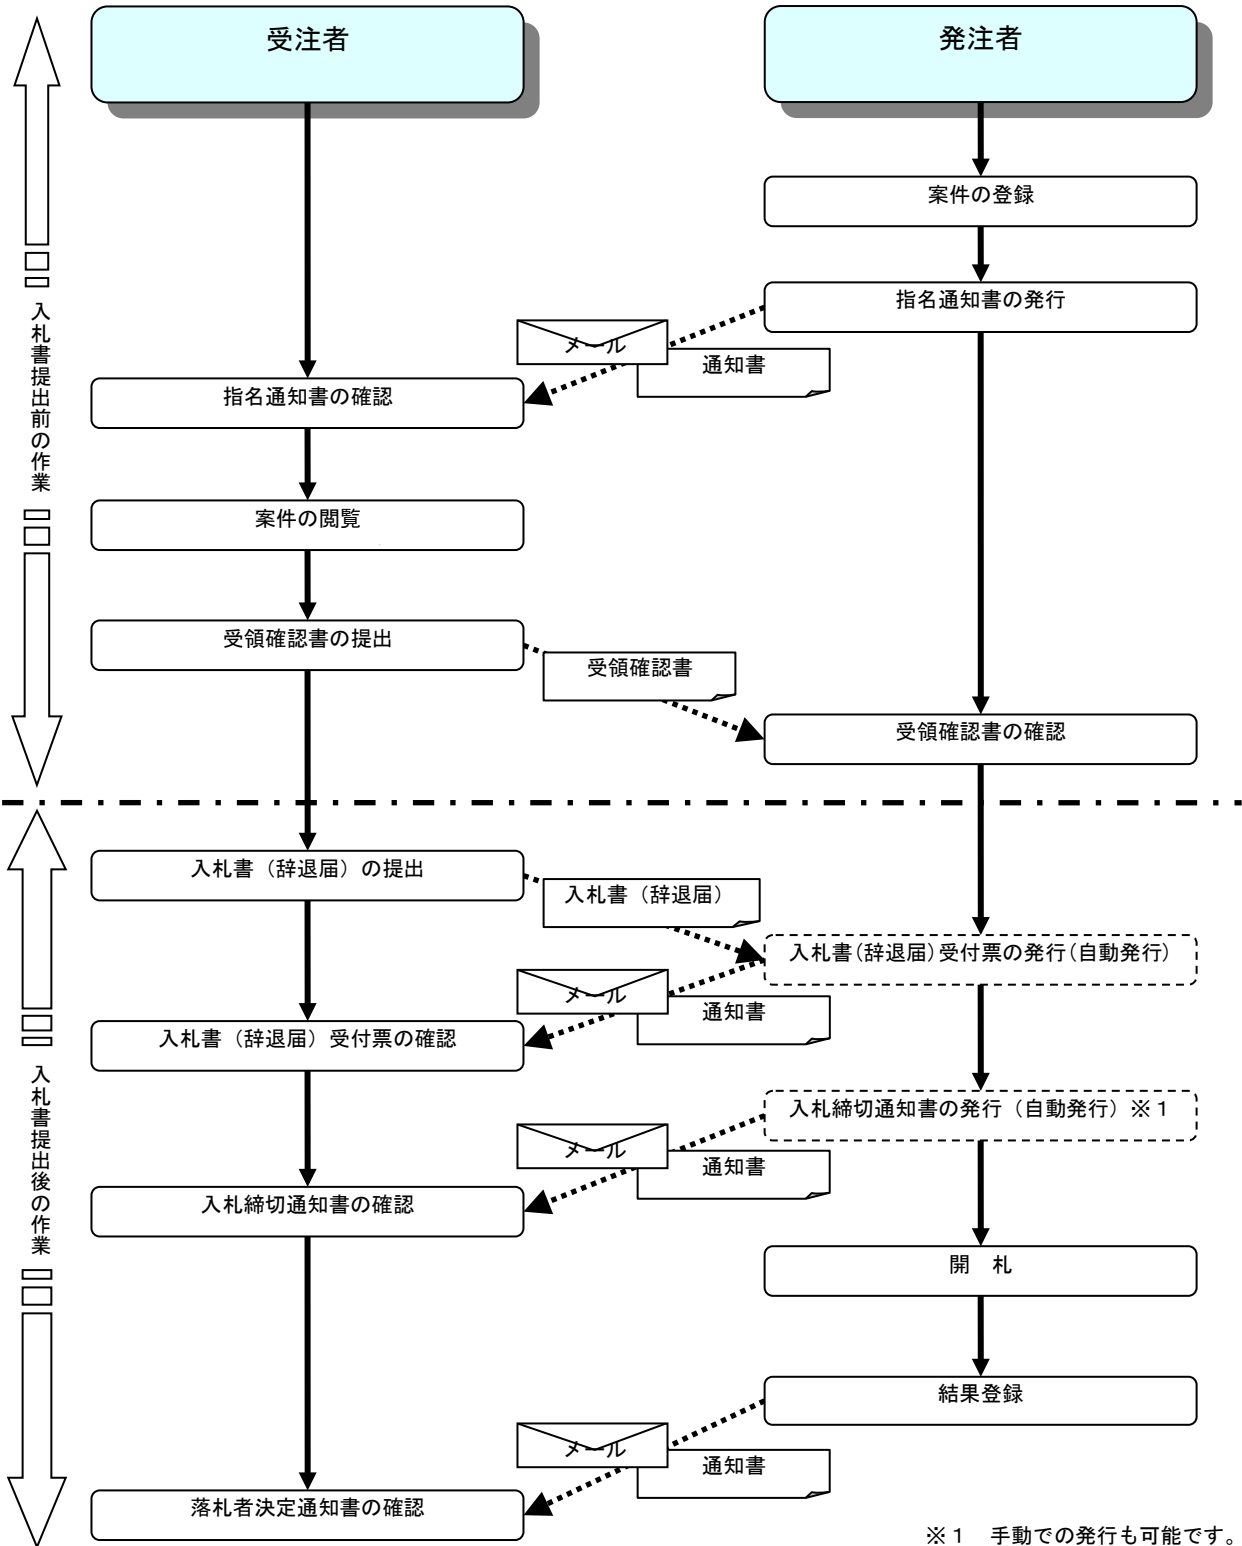 受注者
発注者
案件の登録
指名通知書の発行
メール
通知書
指名通知書の確認
入札書提出前の作業
案件の閲覧
受領確認書の提出
受領確認書
受領確認書の確認
入札書（辞退届）の提出
入札書（辞退届）
入札書(辞退届)受付票の発行(自動発行)
メール
通知書
入札書（辞退届）受付票の確認
入札書提出後の作業
入札締切通知書の発行（自動発行）※１
メール
通知書
入札締切通知書の確認
開　札
結果登録
メール
通知書
落札者決定通知書の確認
※１　手動での発行も可能です。